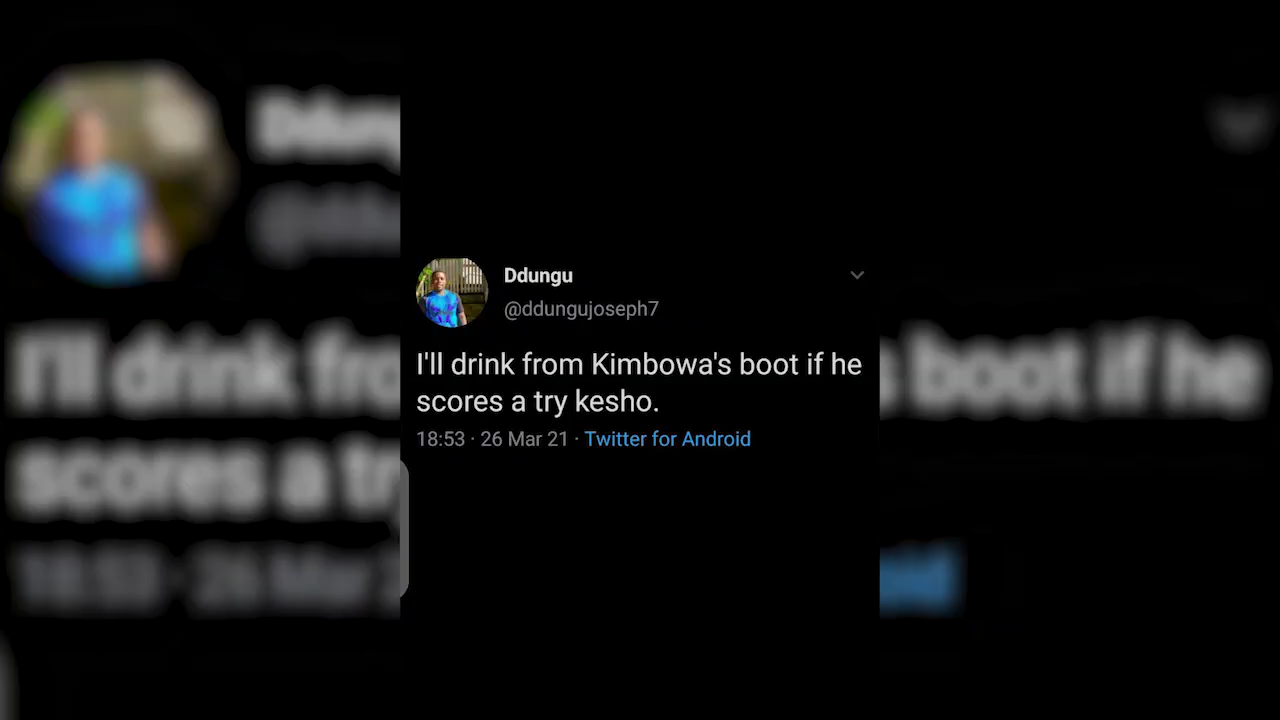 Ddungu
@ddungujoseph7
I'll drink from Kimbowa's boot if he
scores a try kesho.
18:53 · 26 Mar 21 · Twitter for Android